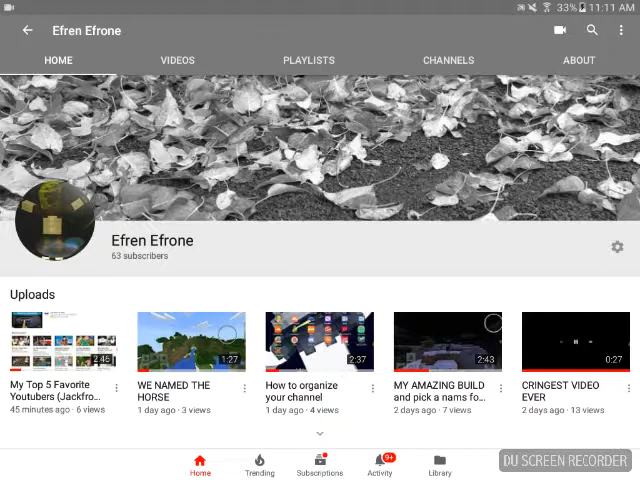 33% 11:11 AM
Efren Efrone
HOME VIDEOS PLAYLISTS CHANNELS ABOUT
Efren Efrone
63 subscribers
Uploads
2:46 1:27 2:37 2:43 0:27
My Top 5 Favorite
Youtubers (Jackfro...
45 minutes ago · 6 views
WE NAMED THE
HORSE
1 day ago · 3 views
How to organize
your channel
1 day ago · 4 views
MY AMAZING BUILD
and pick a names fo...
2 days ago · 7 views
CRINGEST VIDEO
EVER
2 days ago · 13 views
9+
Home Trending Subscriptions Activity Library
DU SCREEN RECORDER